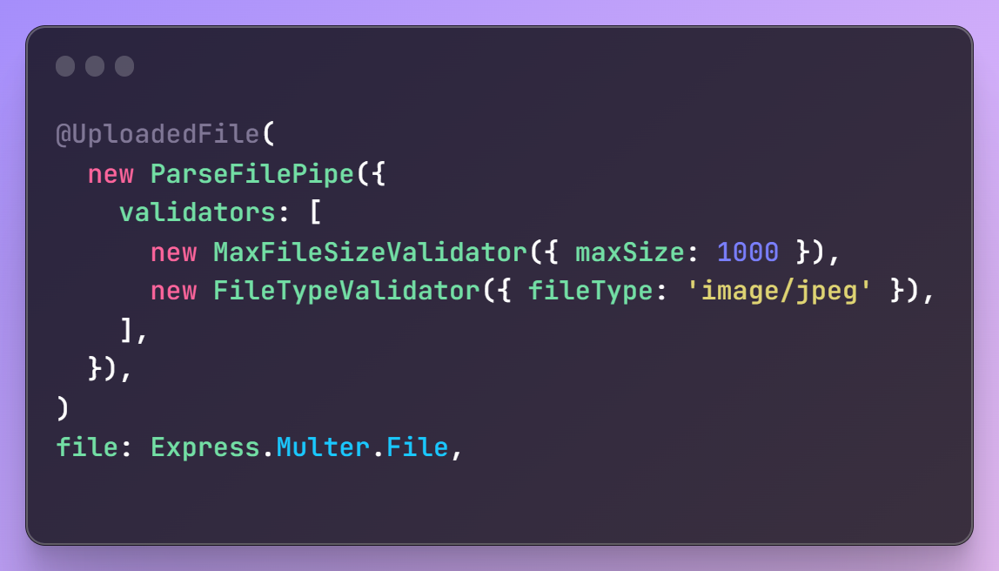 @UploadedFile(
  new ParseFilePipe({
    validators: [
      new MaxFileSizeValidator({ maxSize: 1000 }),
      new FileTypeValidator({ fileType: 'image/jpeg' }),
    ],
  }),
)
file: Express.Multer.File,